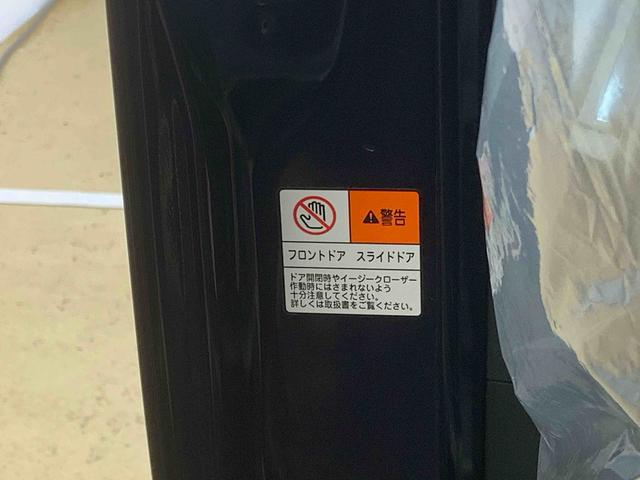 ⚠警告
フロントドア スライドドア
ドア開閉時やイージークローザー
作動時にはさまれないよう
十分注意してください。
詳しくは取扱書をご覧ください。